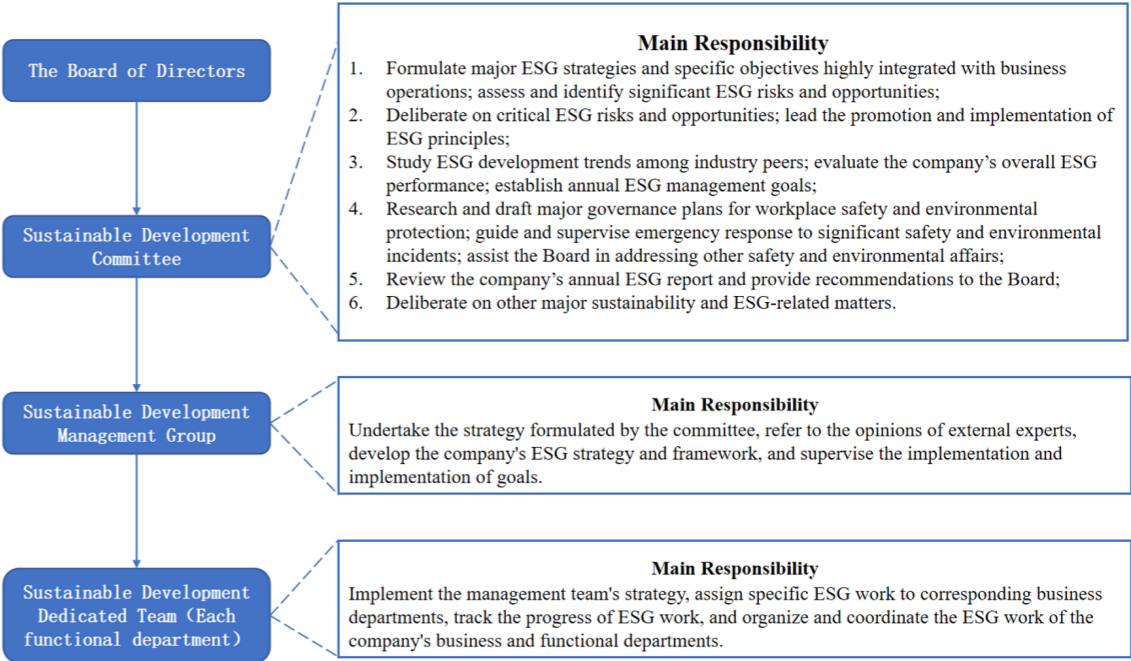 The Board of Directors
Main Responsibility
1. Formulate major ESG strategies and specific objectives highly integrated with business
operations; assess and identify significant ESG risks and opportunities;
2. Deliberate on critical ESG risks and opportunities; lead the promotion and implementation of
ESG principles;
3. Study ESG development trends among industry peers; evaluate the company’s overall ESG
performance; establish annual ESG management goals;
4. Research and draft major governance plans for workplace safety and environmental
protection; guide and supervise emergency response to significant safety and environmental
incidents; assist the Board in addressing other safety and environmental affairs;
5. Review the company’s annual ESG report and provide recommendations to the Board;
6. Deliberate on other major sustainability and ESG-related matters.
Sustainable Development
Committee
Sustainable Development
Management Group
Main Responsibility
Undertake the strategy formulated by the committee, refer to the opinions of external experts,
develop the company's ESG strategy and framework, and supervise the implementation and
implementation of goals.
Sustainable Development
Dedicated Team (Each
functional department)
Main Responsibility
Implement the management team's strategy, assign specific ESG work to corresponding business
departments, track the progress of ESG work, and organize and coordinate the ESG work of the
company's business and functional departments.